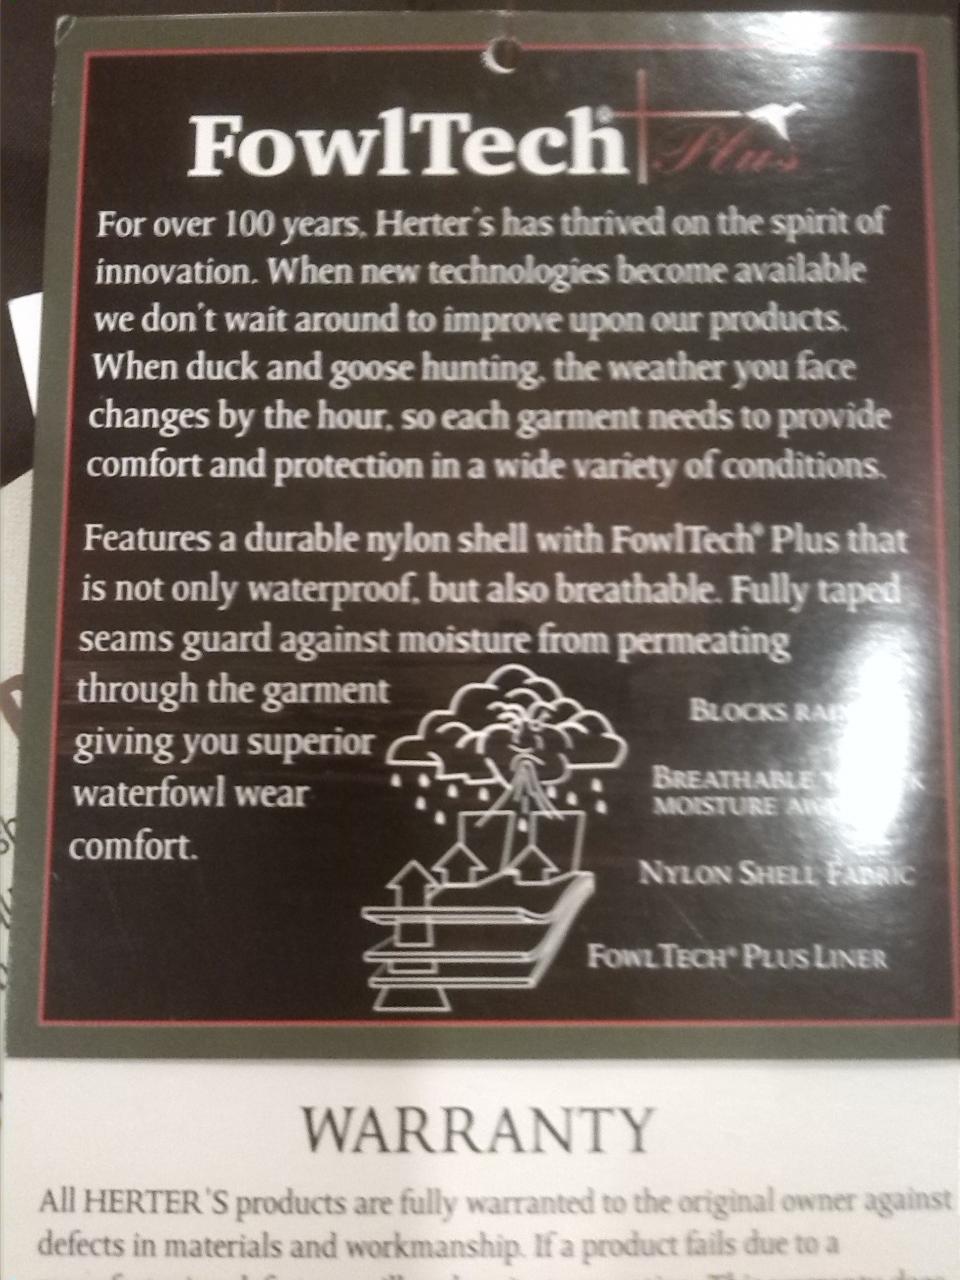 FowlTech® Plus
For over 100 years, Herter's has thrived on the spirit of
innovation. When new technologies become available
we don't wait around to improve upon our products.
When duck and goose hunting, the weather you face
changes by the hour, so each garment needs to provide
comfort and protection in a wide variety of conditions.
Features a durable nylon shell with FowlTech® Plus that
is not only waterproof, but also breathable. Fully taped
seams guard against moisture from permeating
through the garment
giving you superior
waterfowl wear
comfort.
BLOCKS
BREATHABLE
MOISTURE
NYLON SHELL FABRIC
FOWLTECH® PLUS LINER
WARRANTY
All HERTER'S products are fully warranted to the original owner against
defects in materials and workmanship. If a product fails due to a